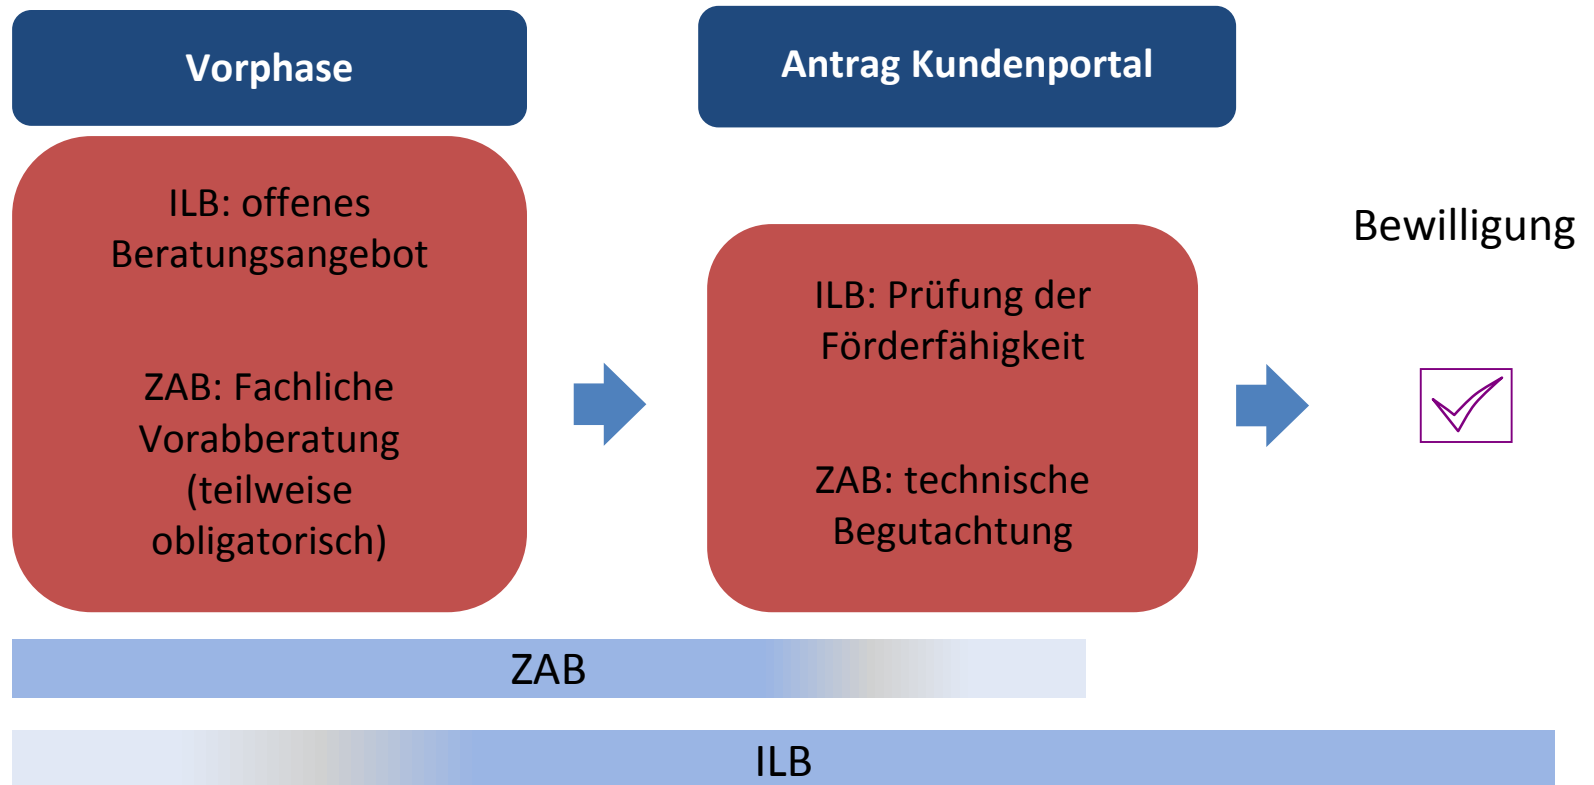 Vorphase
ILB: offenes
Beratungsangebot
ZAB: Fachliche
Vorabberatung
(teilweise
obligatorisch)
Antrag Kundenportal
ILB: Prüfung der
Förderfähigkeit
ZAB: technische
Begutachtung
Bewilligung
ZAB
ILB